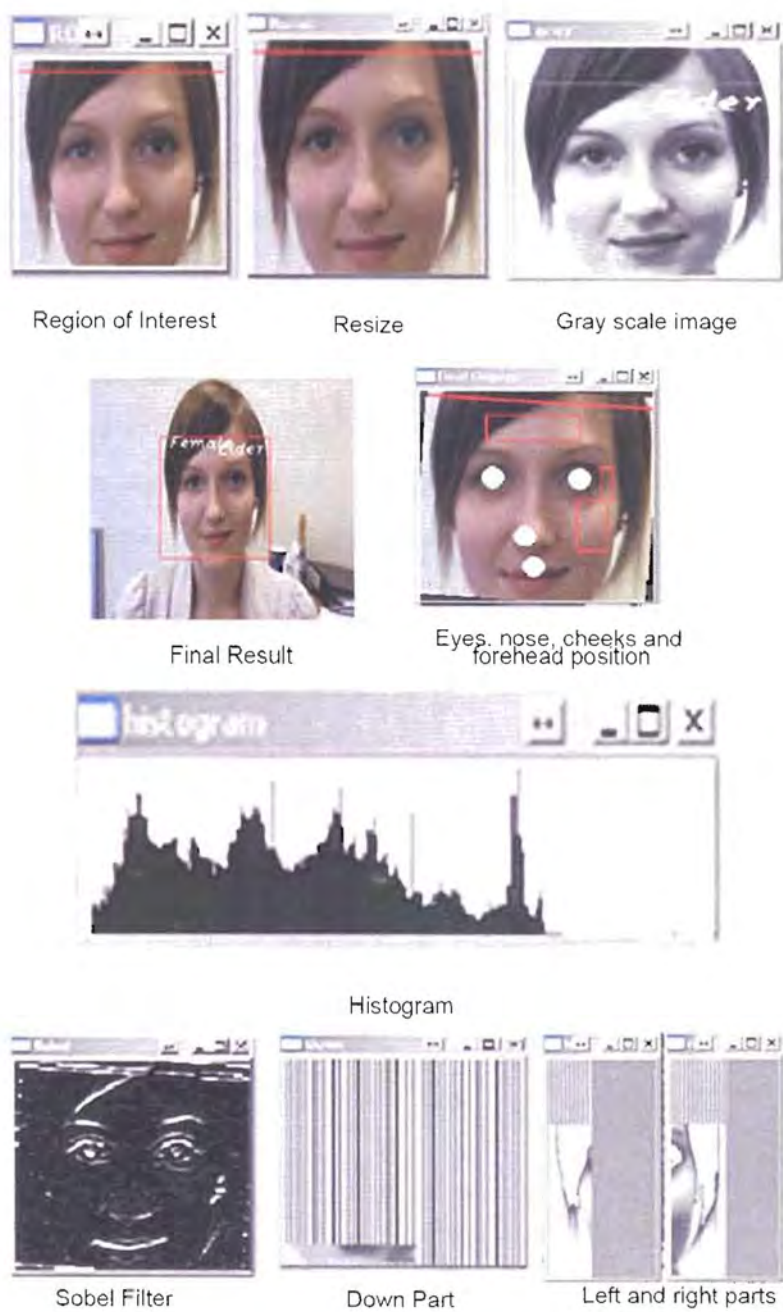 Elder
Region of Interest
Resize
Gray scale image
Female
Elder
Final Result
Eyes, nose, cheeks and
forehead position
histogram
Histogram
Sobel Filter
Down Part
Left and right parts